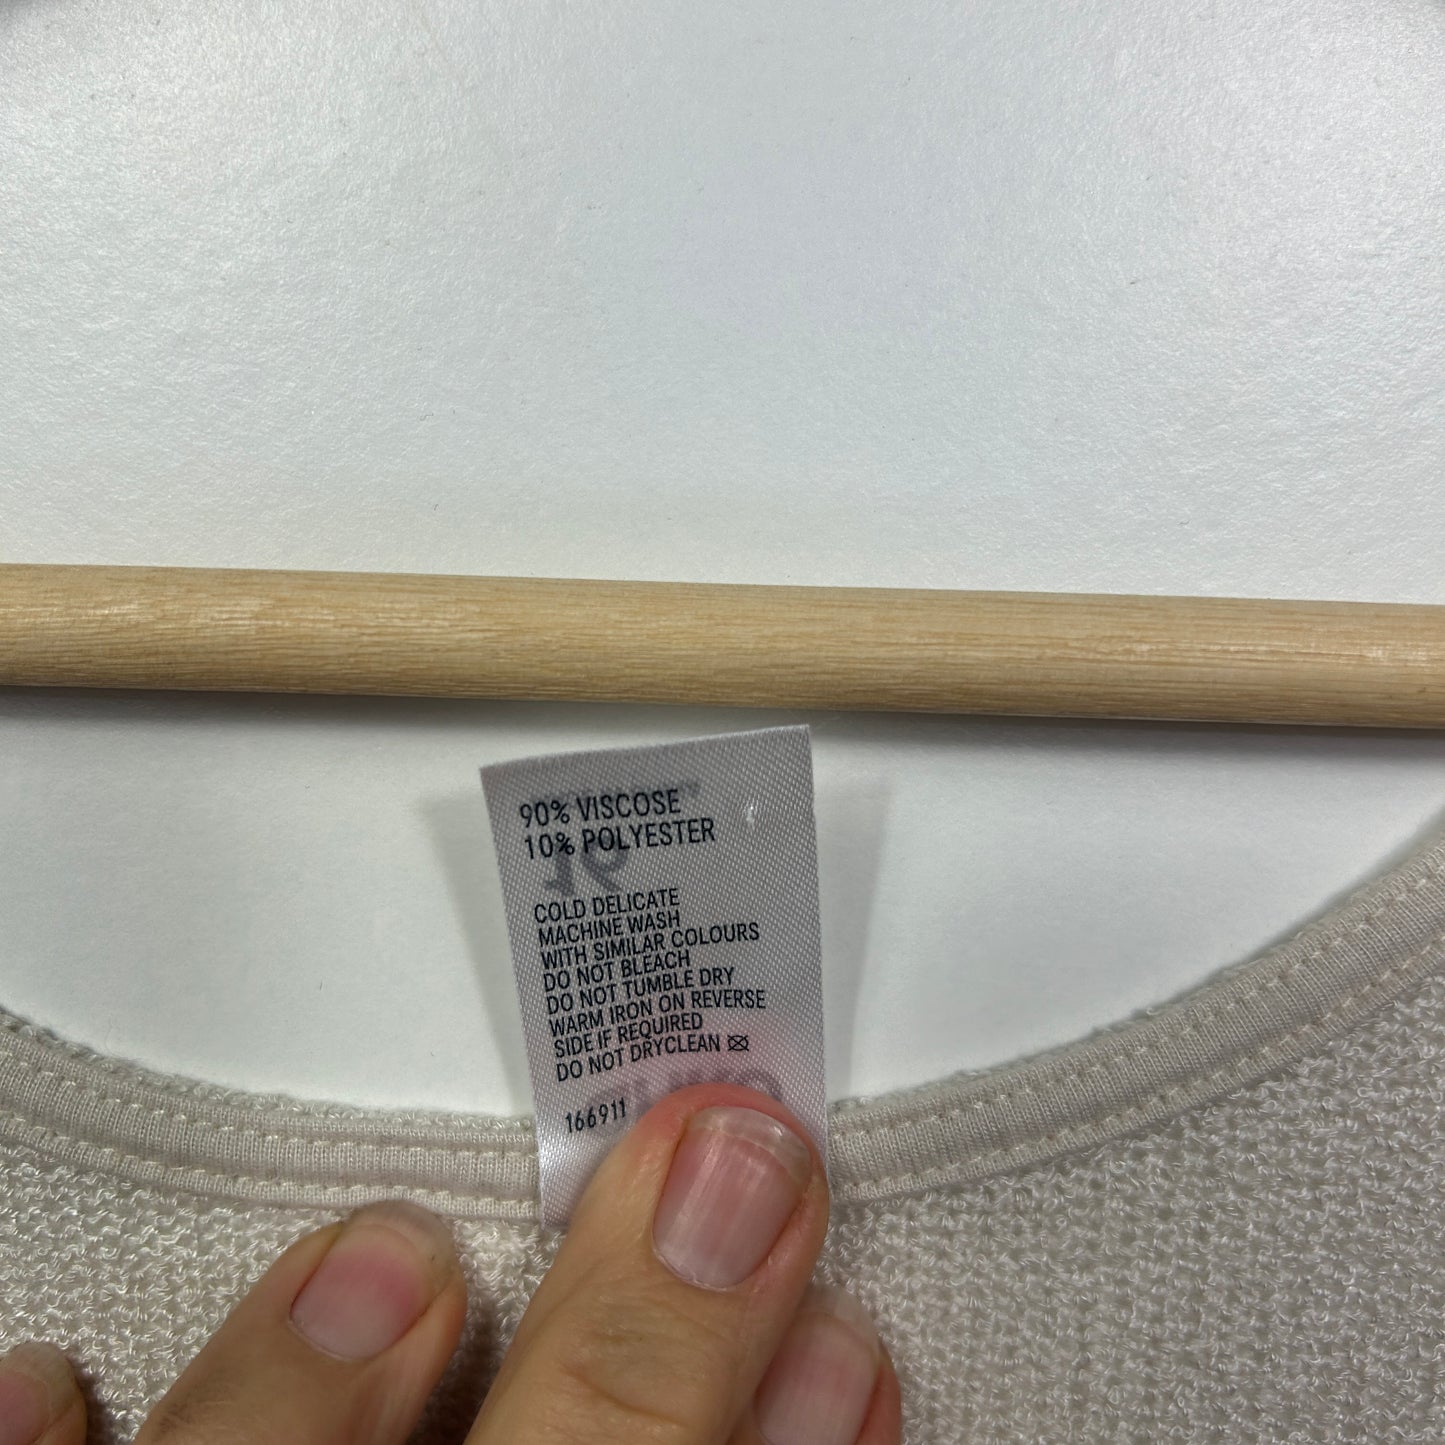 90% VISCOSE
10% POLYESTER
COLD DELICATE
MACHINE WASH
WITH SIMILAR COLOURS
DO NOT BLEACH
DO NOT TUMBLE DRY
WARM IRON ON REVERSE
SIDE IF REQUIRED
DO NOT DRYCLEAN
166911